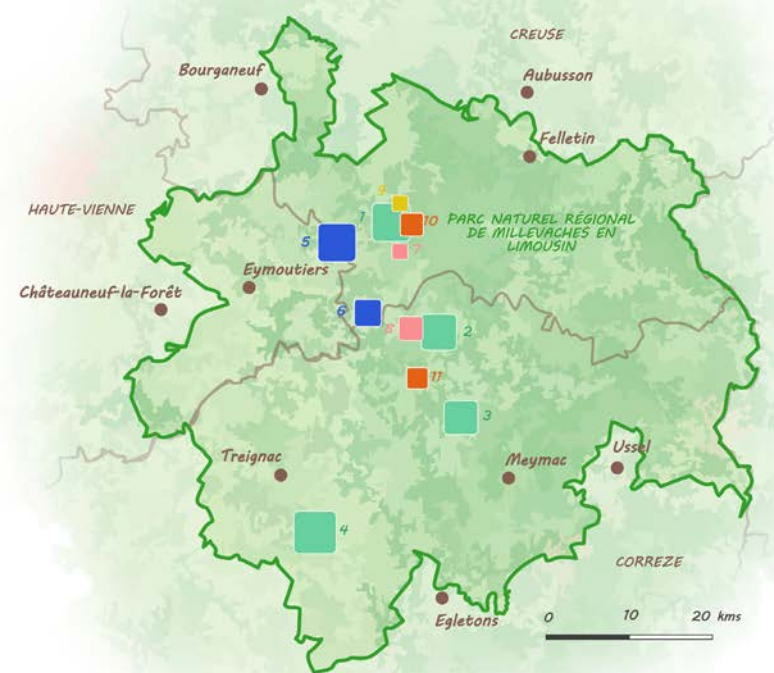 CREUSE
Bourganeuf
Aubusson
Felletin
HAUTE-VIENNE
9
1
10
PARC NATUREL RÉGIONAL
DE MILLEVACHES EN
LIMOUSIN
5
7
Eymoutiers
Châteauneuf-la-Forêt
6
8
2
11
3
Treignac
Meymac
Ussel
4
CORREZE
Egletons
0 10 20 kms